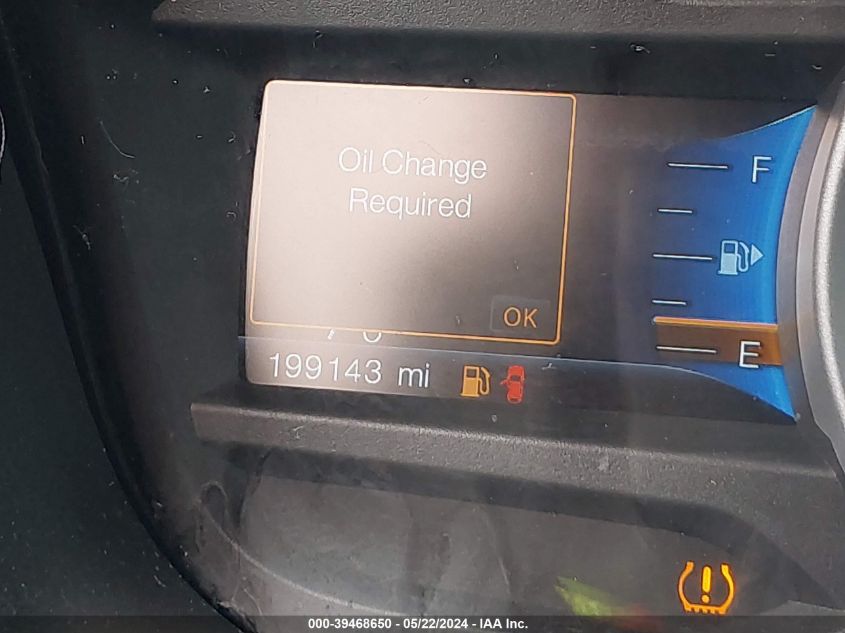 Oil Change
Required
OK
F
E
199143 mi
000-39468650 - 05/22/2024 - IAA Inc.